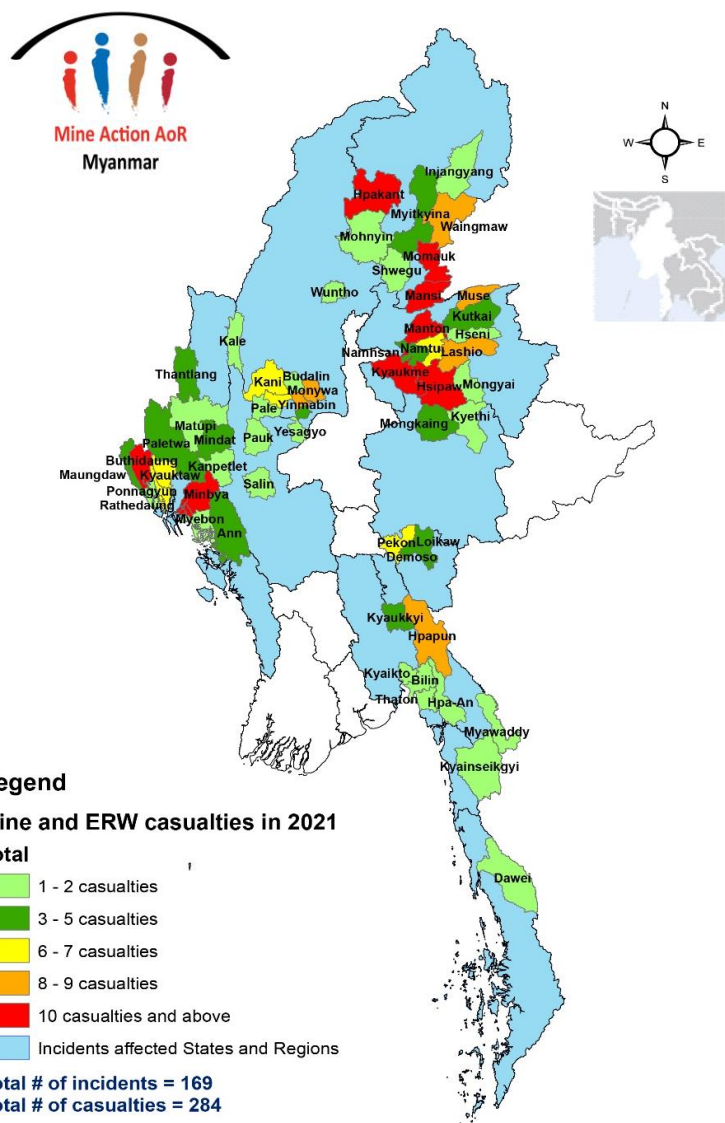 Mine Action AoR
Myanmar
N
W
E
S
Injangyang
Hpakant
Myitkyina
Waingmaw
Mohnyin
Momauk
Shwegu
Wuntho
Mansi
Muse
Kutkai
Kale
Manton
Hseni
Namhsan
Namtu
Lashio
Thantlang
Kyaukme
Kani
Budalin
Hsipaw
Mongyai
Monywa
Pale
Yinmabin
Matupi
Mongkaing
Kyethi
Paletwa
Mindat
Pauk
Yesagyo
Buthidaung
Kanpetlet
Maungdaw
Kyauktaw
Salin
Ponnagyun
Minbya
Rathedaung
Myebon
Ann
Pekon
Loikaw
Demoso
Kyaukkyi
Hpapun
Kyaikto
Bilin
Thaton
Hpa-An
Myawaddy
Kyainseikgyi
Dawei
egend
ine and ERW casualties in 2021
otal
1 - 2 casualties
3 - 5 casualties
6 - 7 casualties
8 - 9 casualties
10 casualties and above
Incidents affected States and Regions
otal # of incidents = 169
otal # of casualties = 284